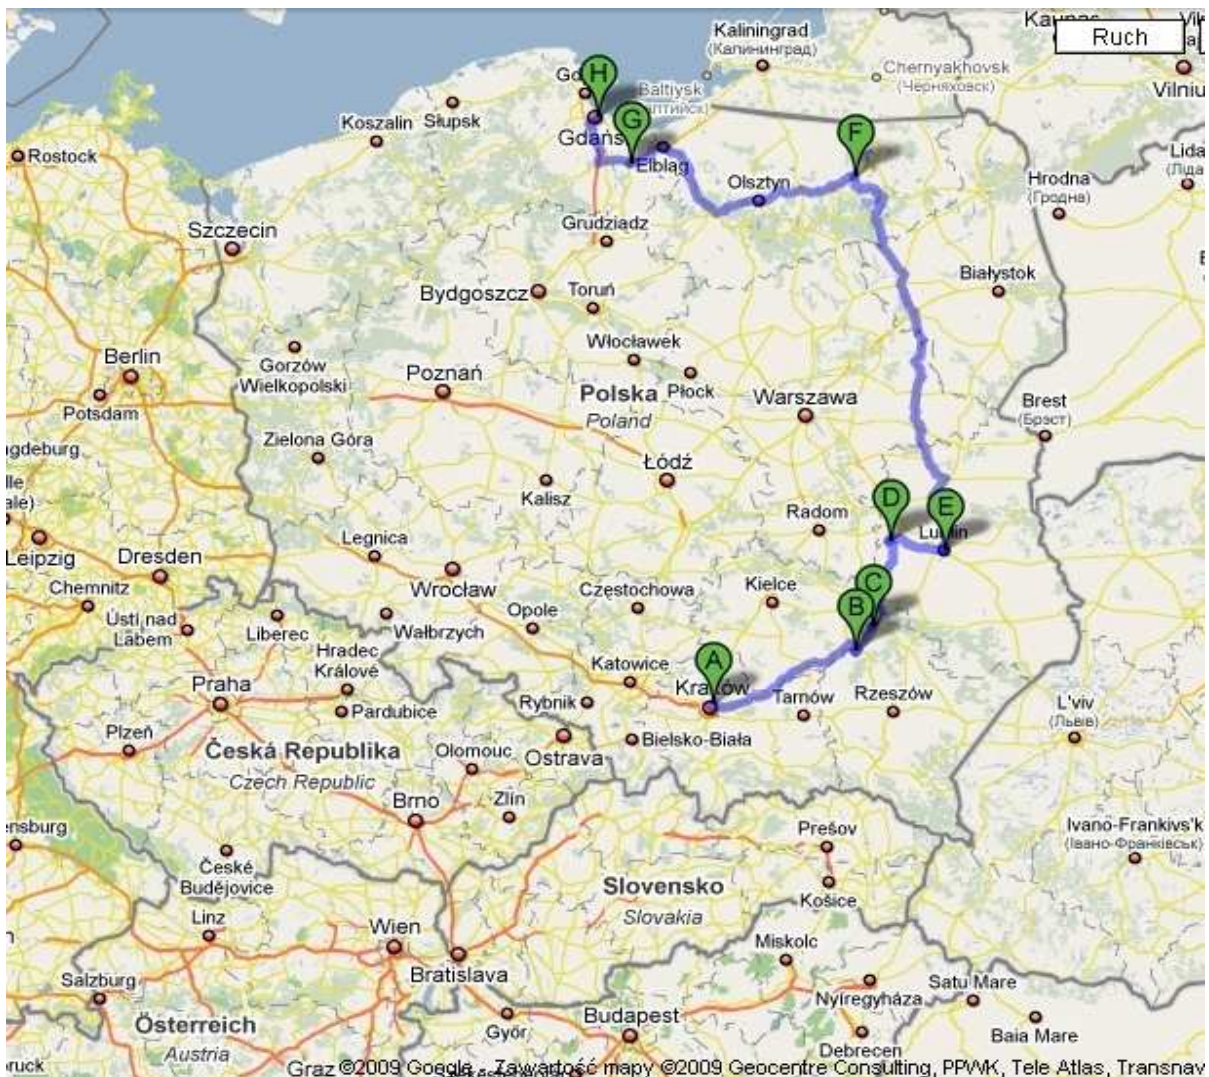 Kaliningrad
(Калининград)
Ruch
Chernyakhovsk
(Черняховск)
Baltiysk
H
Vilniu
Słupsk
Koszalin
G
F
Rostock
Elbląg
Olsztyn
Lida
(Ліда
Hrodna
(Гродна)
Grudziadz
Szczecin
Białystok
Bydgoszcz
Toruń
Włocławek
Gorzów
Wielkopolski
Berlin
Poznań
Płock
Polska
Poland
Warszawa
Potsdam
Brest
(Брэст)
Zielona Góra
Łódź
Kalisz
D
E
Radom
Lublin
Legnica
Leipzig
Dresden
Wrocław
Częstochowa
Kielce
C
B
Chemnitz
Ústí nad
Labem
Liberec
Wałbrzych
Opole
Hradec
Králové
Katowice
A
Kraków
Praha
Pardubice
Rybnik
Tarnów
Rzeszów
L'viv
(Львів)
Plzeň
Bielsko-Biała
Česká Republika
Czech Republic
Olomouc
Ostrava
Brno
Zlín
Prešov
Ivano-Frankivs'k
(Івано-Франківськ)
České
Budějovice
Slovensko
Slovakia
Košice
Linz
Wien
Miskolc
Bratislava
Salzburg
Nyíregyháza
Satu Mare
Österreich
Austria
Győr
Budapest
Baia Mare
Debrecen
Graz ©2009 Google - Zawartość mapy ©2009 Geocentre Consulting, PPWK, Tele Atlas, Transnav